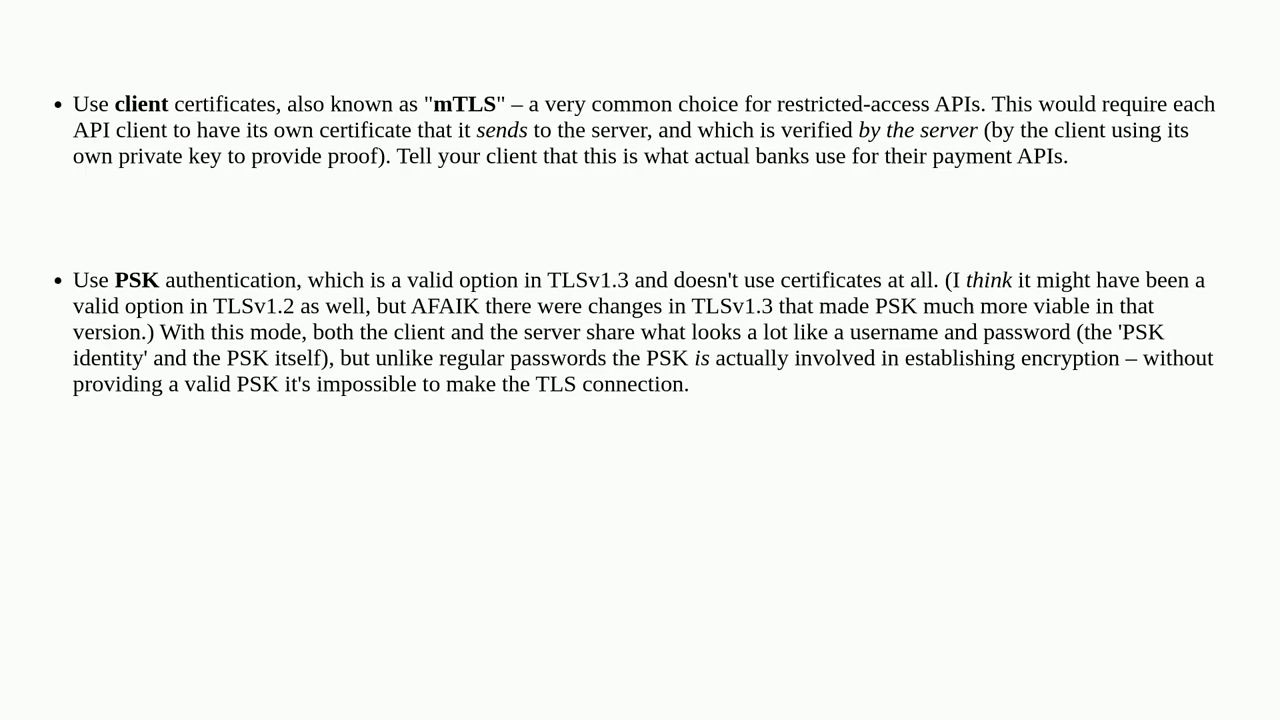 • Use client certificates, also known as "mTLS" – a very common choice for restricted-access APIs. This would require each
API client to have its own certificate that it sends to the server, and which is verified by the server (by the client using its
own private key to provide proof). Tell your client that this is what actual banks use for their payment APIs.
• Use PSK authentication, which is a valid option in TLSv1.3 and doesn't use certificates at all. (I think it might have been a
valid option in TLSv1.2 as well, but AFAIK there were changes in TLSv1.3 that made PSK much more viable in that
version.) With this mode, both the client and the server share what looks a lot like a username and password (the 'PSK
identity' and the PSK itself), but unlike regular passwords the PSK is actually involved in establishing encryption – without
providing a valid PSK it's impossible to make the TLS connection.